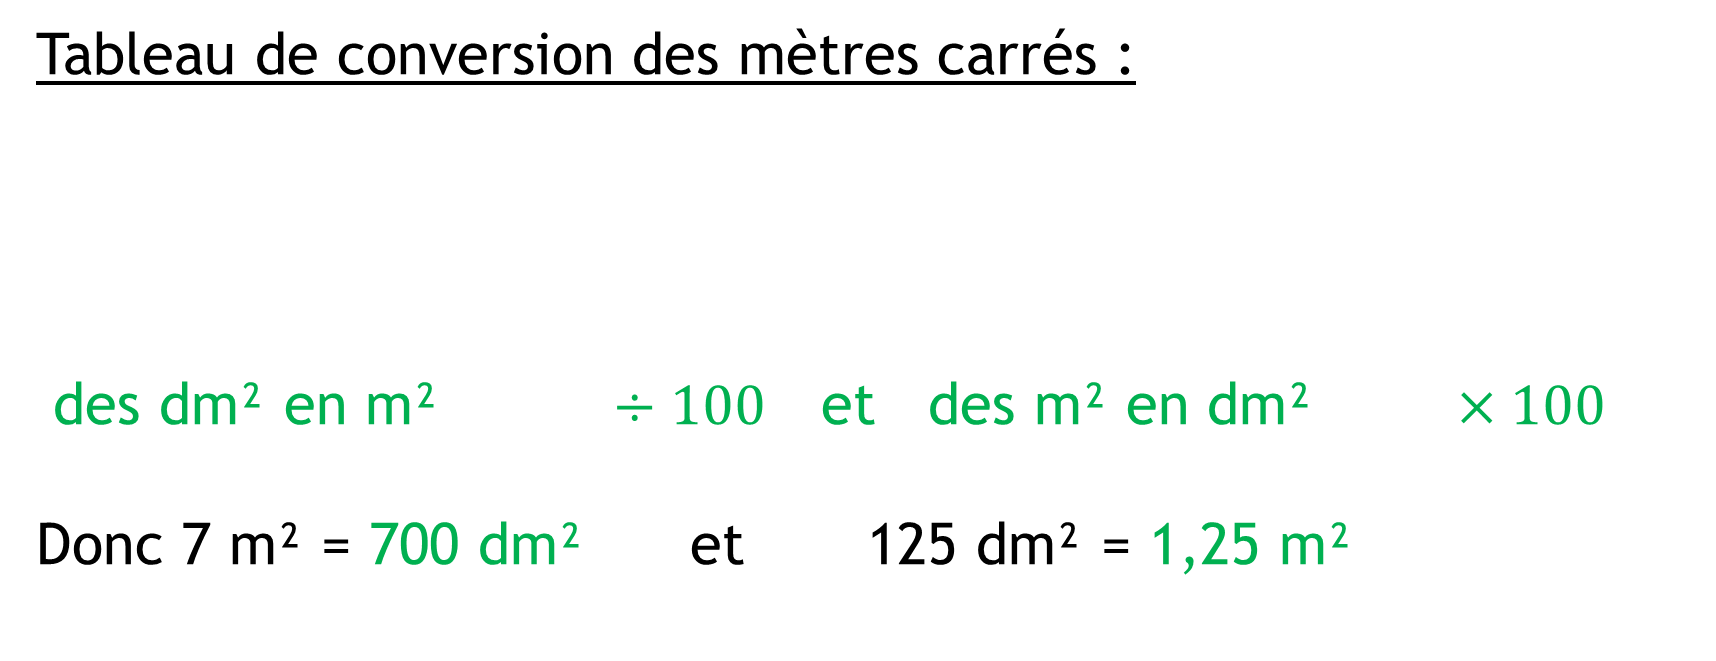 Tableau de conversion des mètres carrés :
des dm² en m² ÷ 100 et des m² en dm² × 100
Donc 7 m² = 700 dm² et 125 dm² = 1,25 m²